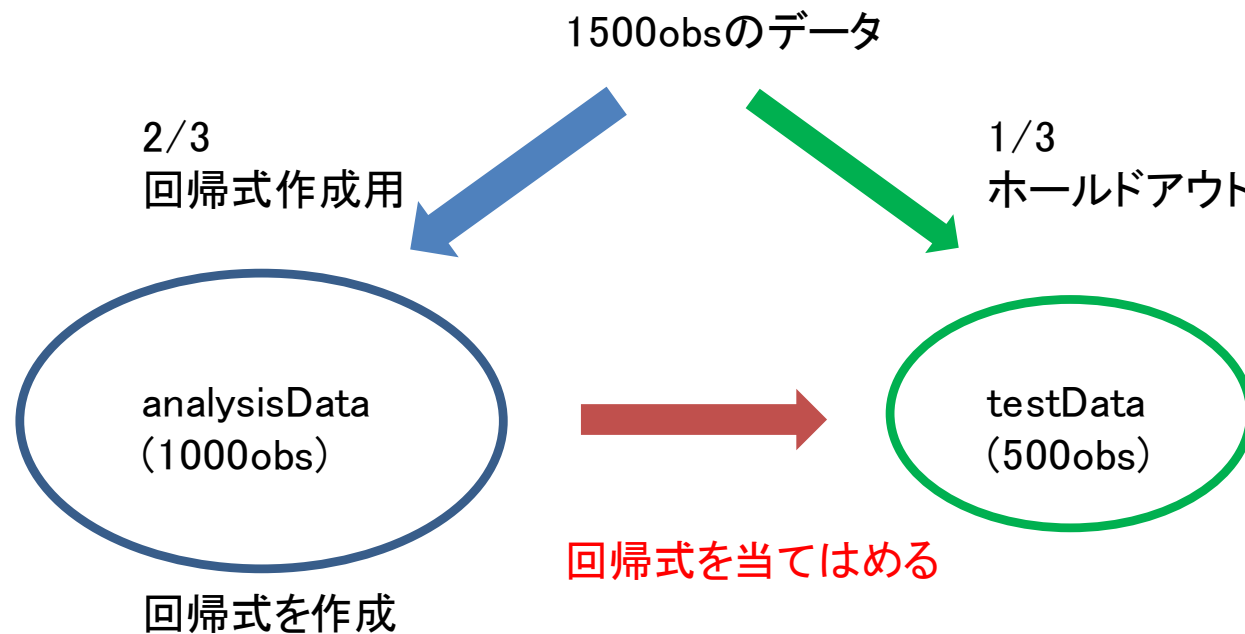 1500obsのデータ
2/3
回帰式作成用
1/3
ホールドアウト
analysisData
(1000obs)
testData
(500obs)
回帰式を当てはめる
回帰式を作成